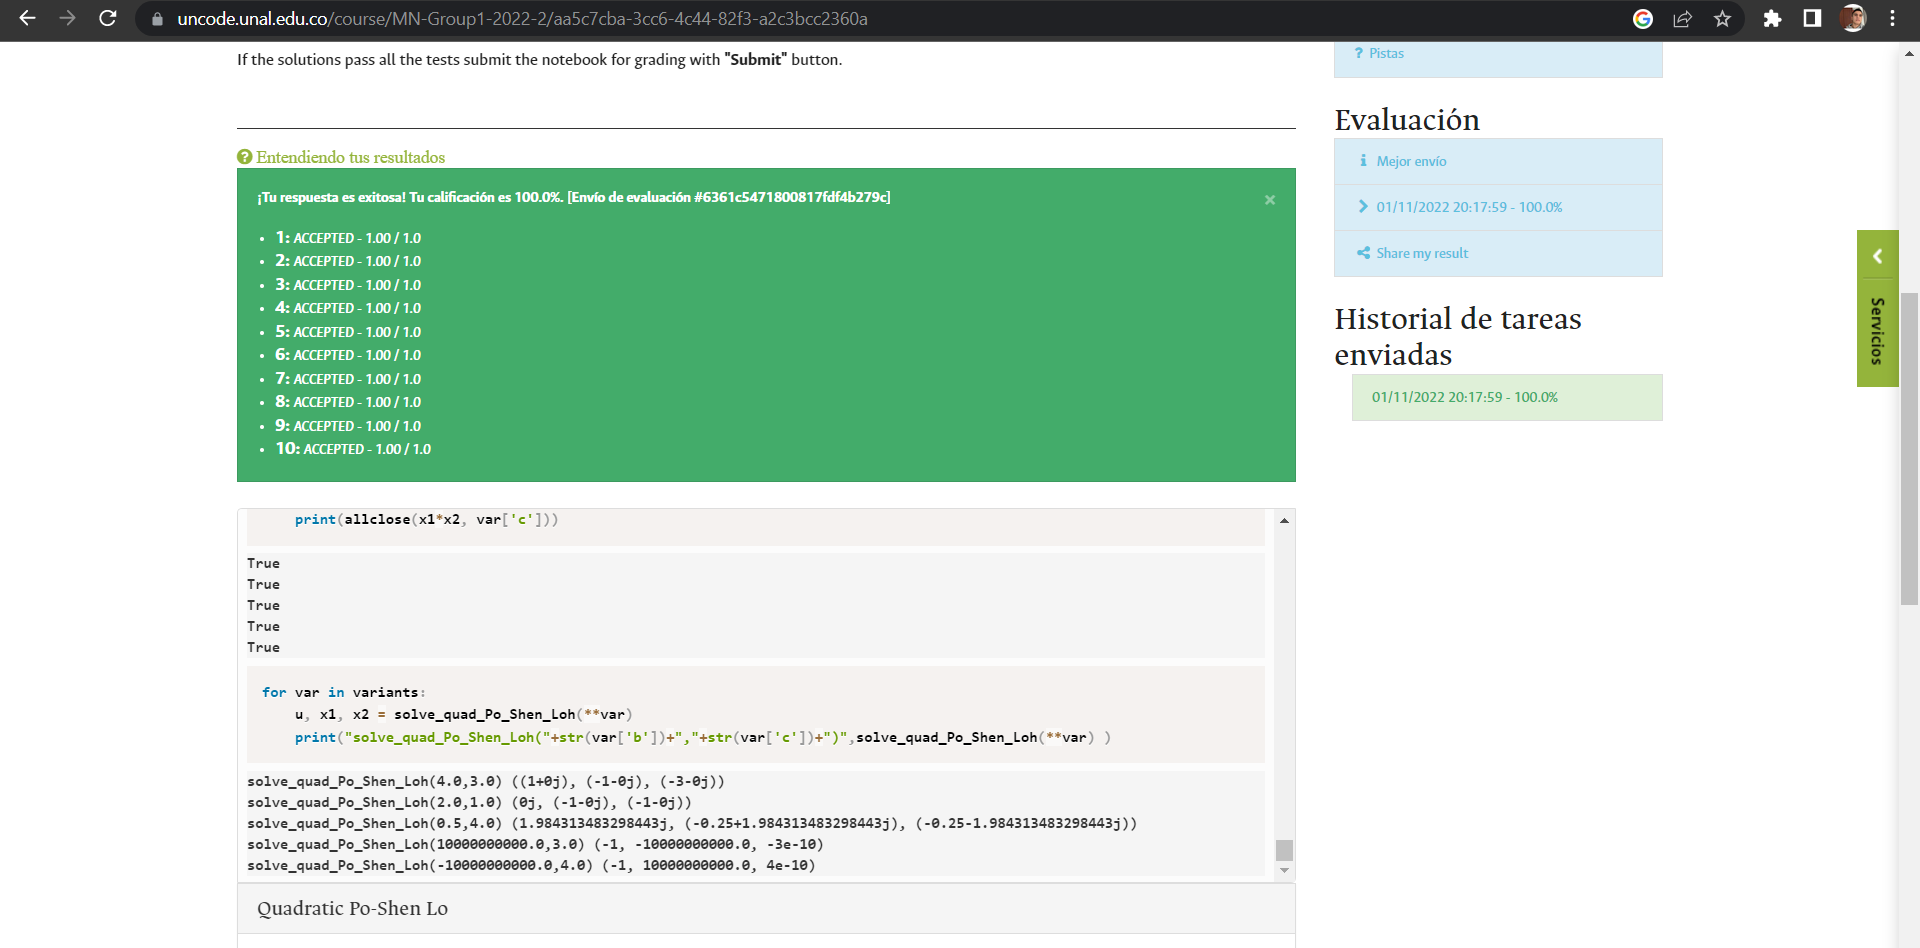 uncode.unal.edu.co/course/MN-Group1-2022-2/aa5c7cba-3cc6-4c44-82f3-a2c3bcc2360a
If the solutions pass all the tests submit the notebook for grading with "Submit" button.
Entendiendo tus resultados
¡Tu respuesta es exitosa! Tu calificación es 100.0%. [Envío de evaluación #6361c5471800817fdf4b279c]
×
• 1: ACCEPTED - 1.00 / 1.0
• 2: ACCEPTED - 1.00 / 1.0
• 3: ACCEPTED - 1.00 / 1.0
• 4: ACCEPTED - 1.00 / 1.0
• 5: ACCEPTED - 1.00 / 1.0
• 6: ACCEPTED - 1.00 / 1.0
• 7: ACCEPTED - 1.00 / 1.0
• 8: ACCEPTED - 1.00 / 1.0
• 9: ACCEPTED - 1.00 / 1.0
• 10: ACCEPTED - 1.00 / 1.0
print(allclose(x1*x2, var['c']))
True
True
True
True
True
for var in variants:
    u, x1, x2 = solve_quad_Po_Shen_Loh(**var)
    print("solve_quad_Po_Shen_Loh("+str(var['b'])+","+str(var['c'])+")",solve_quad_Po_Shen_Loh(**var) )
solve_quad_Po_Shen_Loh(4.0,3.0) ((1+0j), (-1-0j), (-3-0j))
solve_quad_Po_Shen_Loh(2.0,1.0) (0j, (-1-0j), (-1-0j))
solve_quad_Po_Shen_Loh(0.5,4.0) (1.984313483298443j, (-0.25+1.984313483298443j), (-0.25-1.984313483298443j))
solve_quad_Po_Shen_Loh(10000000000.0,3.0) (-1, -10000000000.0, -3e-10)
solve_quad_Po_Shen_Loh(-10000000000.0,4.0) (-1, 10000000000.0, 4e-10)
Quadratic Po-Shen Lo
? Pistas
Evaluación
Mejor envío
01/11/2022 20:17:59 - 100.0%
Share my result
Historial de tareas
enviadas
01/11/2022 20:17:59 - 100.0%
Servicios